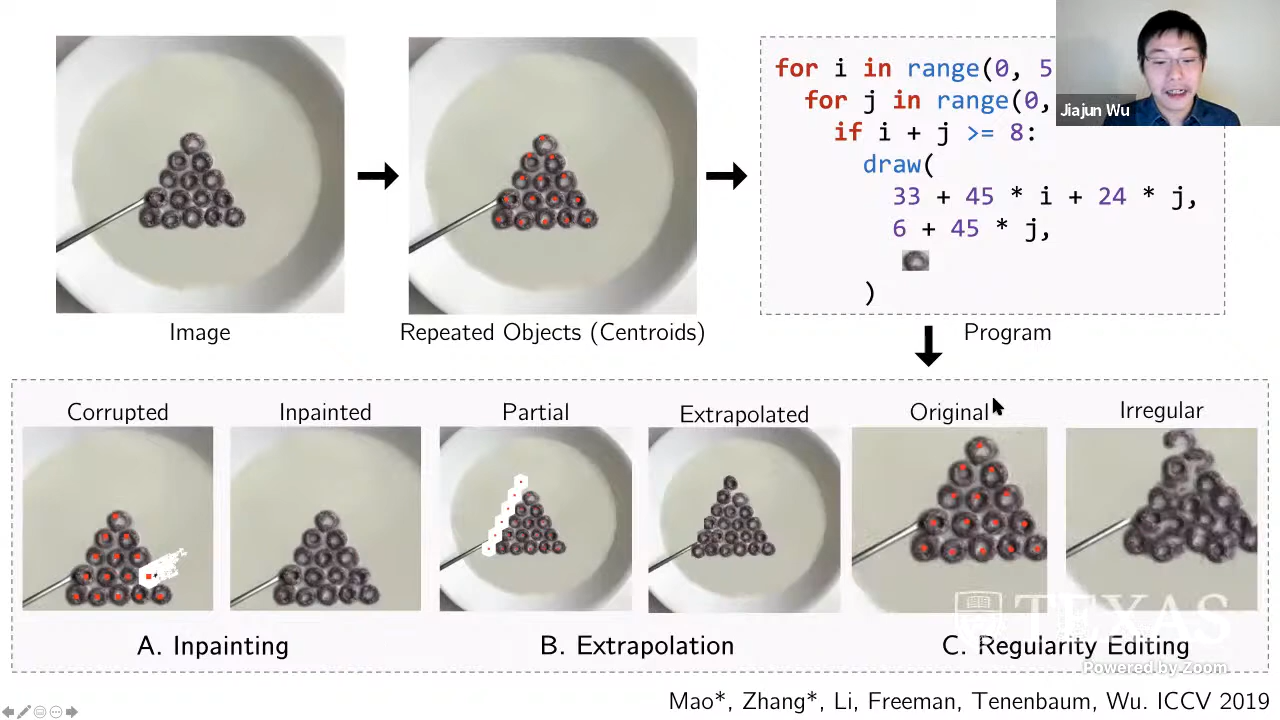 for i in range(0, 5
for j in range(0,
if i + j >= 8:
draw(
33 + 45 * i + 24 * j,
6 + 45 * j,
)
Jiajun Wu
Image
Repeated Objects (Centroids)
Program
Corrupted
Inpainted
Partial
Extrapolated
Original
Irregular
A. Inpainting
B. Extrapolation
C. Regularity Editing
TEXAS
Powered by Zoom
Mao*, Zhang*, Li, Freeman, Tenenbaum, Wu. ICCV 2019